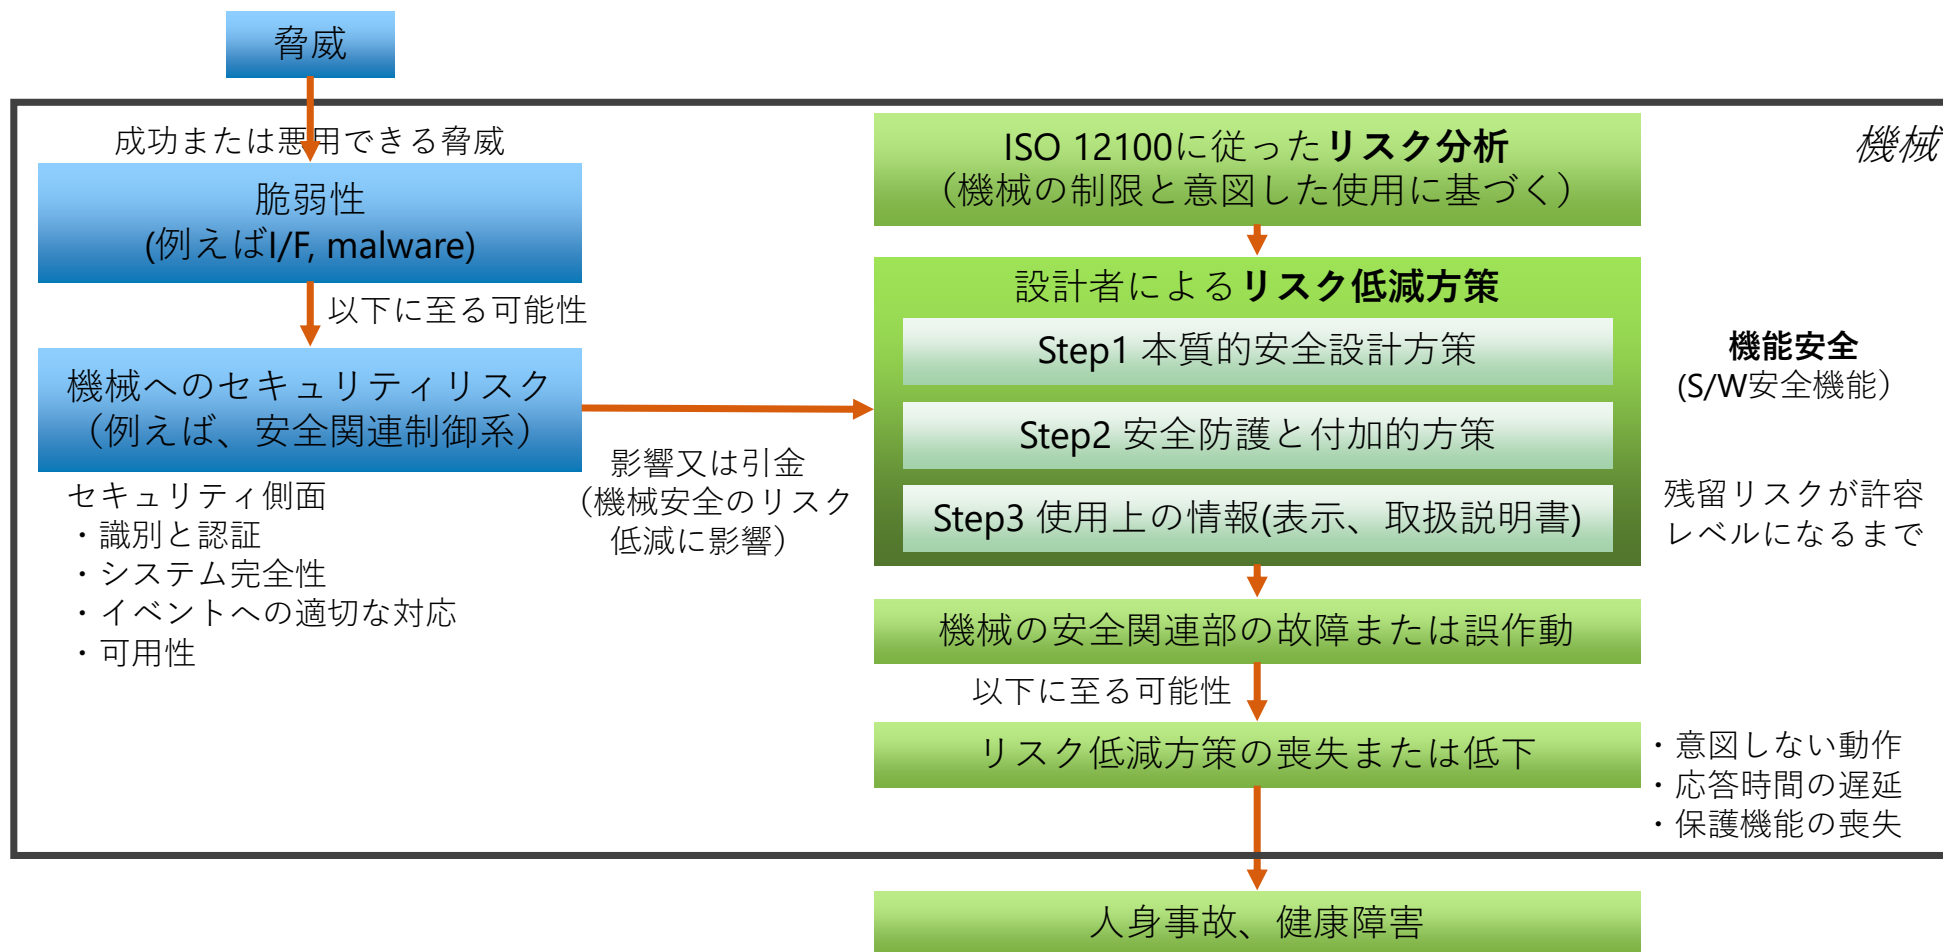 脅威
成功または悪用できる脅威
脆弱性
(例えばI/F, malware)
以下に至る可能性
機械へのセキュリティリスク
（例えば、安全関連制御系）
セキュリティ側面
・識別と認証
・システム完全性
・イベントへの適切な対応
・可用性
影響又は引金
（機械安全のリスク
低減に影響）
機械
ISO 12100に従ったリスク分析
（機械の制限と意図した使用に基づく）
設計者によるリスク低減方策
Step1 本質的安全設計方策
Step2 安全防護と付加的方策
Step3 使用上の情報(表示、取扱説明書)
機能安全
(S/W安全機能）
残留リスクが許容
レベルになるまで
機械の安全関連部の故障または誤作動
以下に至る可能性
リスク低減方策の喪失または低下
・意図しない動作
・応答時間の遅延
・保護機能の喪失
人身事故、健康障害